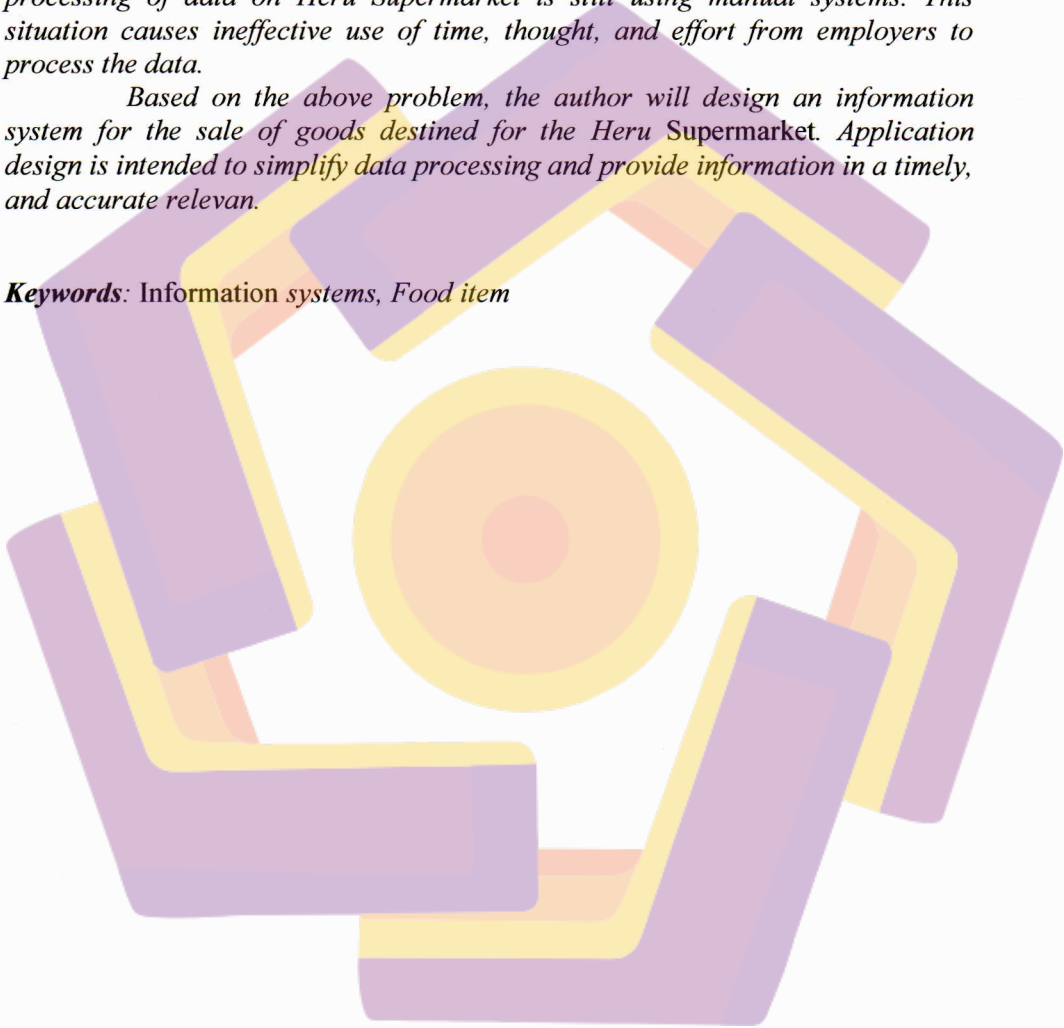 processing of data on Heru Supermarket is still using manual systems. This
situation causes ineffective use of time, thought, and effort from employers to
process the data.
Based on the above problem, the author will design an information
system for the sale of goods destined for the Heru Supermarket. Application
design is intended to simplify data processing and provide information in a timely,
and accurate relevan.
Keywords: Information systems, Food item